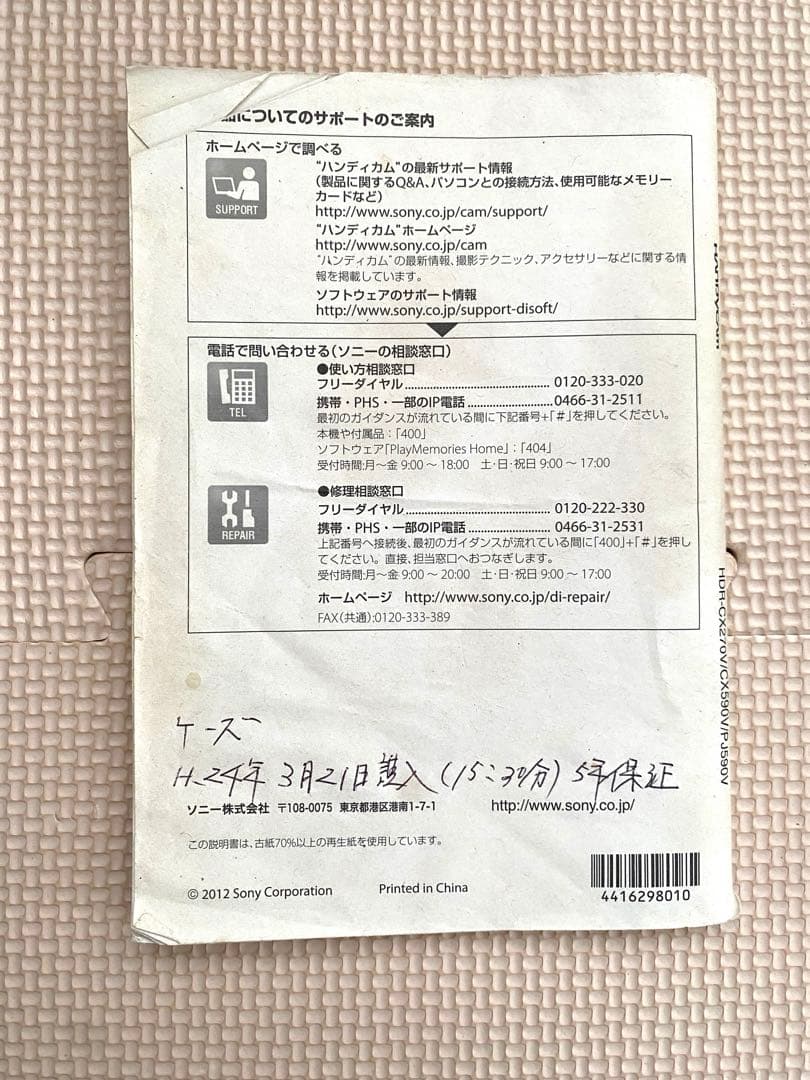 品についてのサポートのご案内
ホームページで調べる
SUPPORT
“ハンディカム”の最新サポート情報
(製品に関するQ&A、パソコンとの接続方法、使用可能なメモリー
カードなど)
http://www.sony.co.jp/cam/support/
“ハンディカム”ホームページ
http://www.sony.co.jp/cam
“ハンディカム”の最新情報、撮影テクニック、アクセサリーなどに関する情
報を掲載しています。
ソフトウェアのサポート情報
http://www.sony.co.jp/support-disoft/
電話で問い合わせる(ソニーの相談窓口)
TEL
●使い方相談窓口
フリーダイヤル 0120-333-020
携帯・PHS・一部のIP電話 0466-31-2511
最初のガイダンスが流れている間に下記番号+「#」を押してください。
本機や付属品:「400」
ソフトウェア「PlayMemories Home」:「404」
受付時間:月~金 9:00 ~ 18:00 土・日・祝日 9:00 ~ 17:00
REPAIR
●修理相談窓口
フリーダイヤル 0120-222-330
携帯・PHS・一部のIP電話 0466-31-2531
上記番号へ接続後、最初のガイダンスが流れている間に「400」+「#」を押し
てください。直接、担当窓口へおつなぎします。
受付時間:月~金 9:00 ~ 20:00 土・日・祝日 9:00 ~ 17:00
ホームページ http://www.sony.co.jp/di-repair/
FAX(共通):0120-333-389
ケーズ
H.24年 3月21日購入 (15:30分) 5年保証
ソニー株式会社 〒108-0075 東京都港区港南1-7-1 http://www.sony.co.jp/
この説明書は、古紙70%以上の再生紙を使用しています。
© 2012 Sony Corporation Printed in China
4416298010
HANDYCAM
HDR-CX270V/CX590V/PJ590V